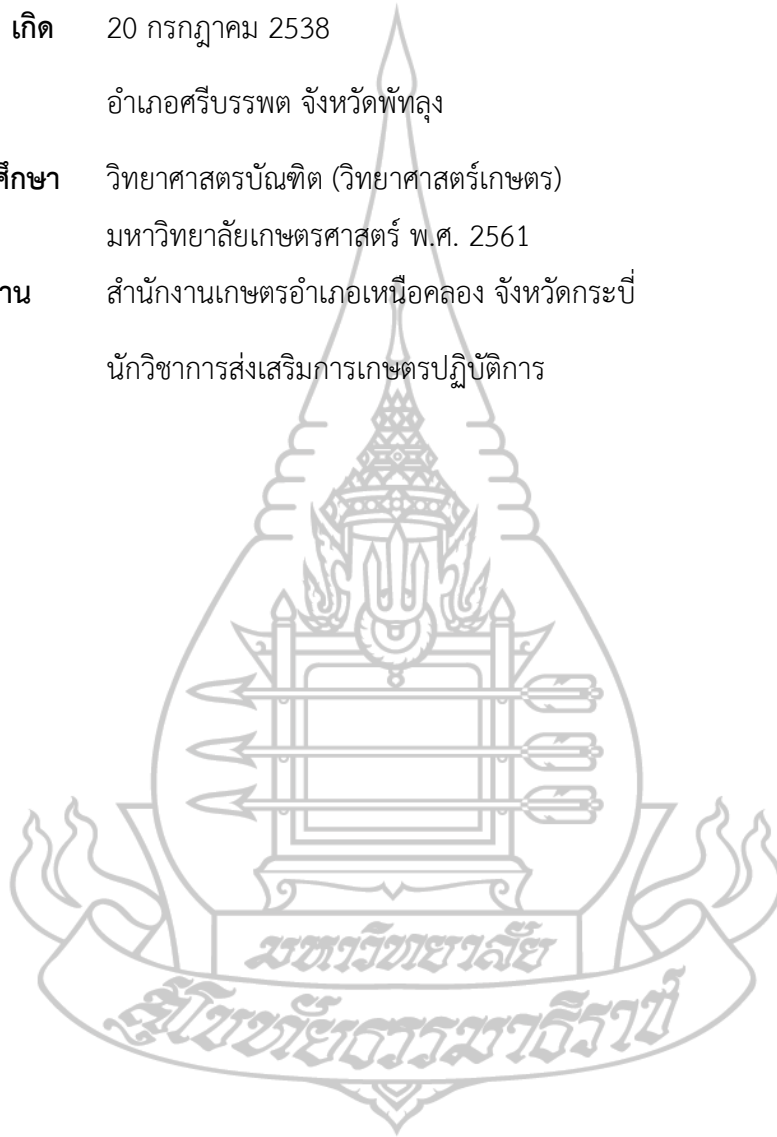 เกิด 20 กรกฎาคม 2538
อำเภอศรีบรรพต จังหวัดพัทลุง
ศึกษา วิทยาศาสตรบัณฑิต (วิทยาศาสตร์เกษตร)
มหาวิทยาลัยเกษตรศาสตร์ พ.ศ. 2561
าน สำนักงานเกษตรอำเภอเหนือคลอง จังหวัดกระบี่
นักวิชาการส่งเสริมการเกษตรปฏิบัติการ
มหาวิทยาลัย
สุโขทัยธรรมาธิราช